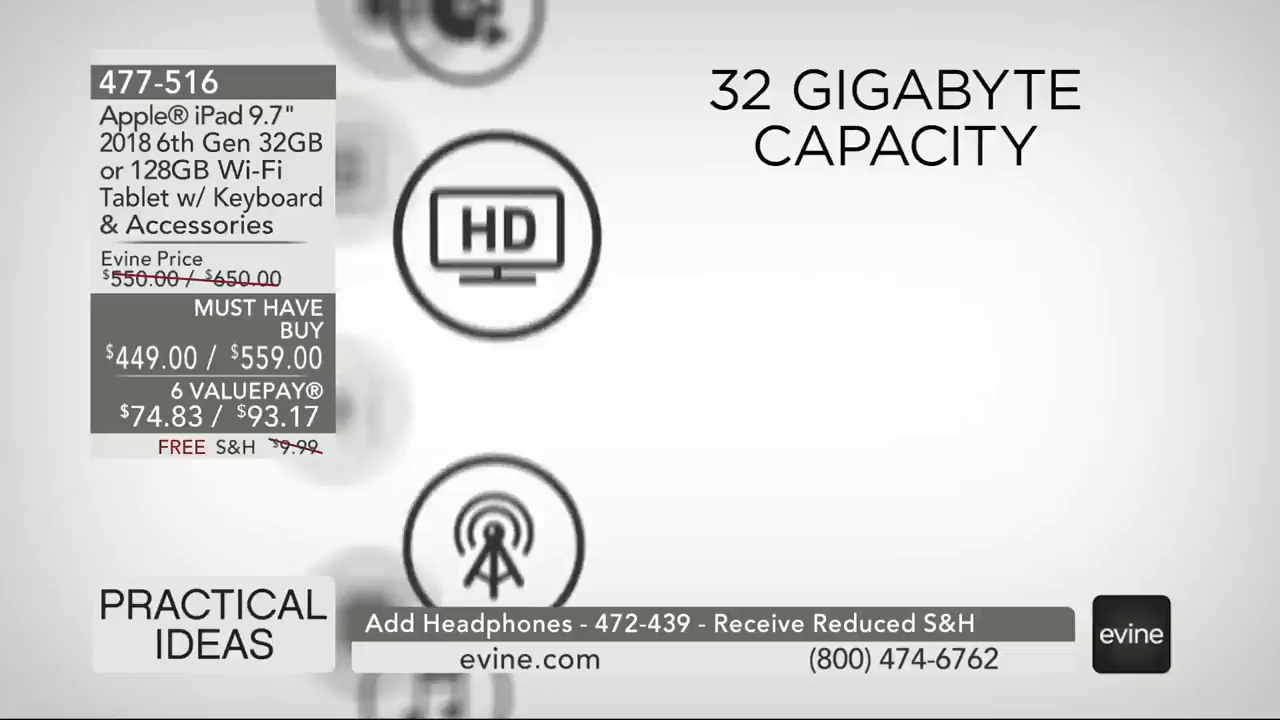 477-516
Apple® iPad 9.7"
2018 6th Gen 32GB
or 128GB Wi-Fi
Tablet w/ Keyboard
& Accessories
Evine Price
$550.00 / $650.00
MUST HAVE
BUY
$449.00 / $559.00
6 VALUEPAY®
$74.83 / $93.17
FREE S&H $9.99
32 GIGABYTE
CAPACITY
HD
PRACTICAL
IDEAS
Add Headphones - 472-439 - Receive Reduced S&H
evine.com (800) 474-6762
evine